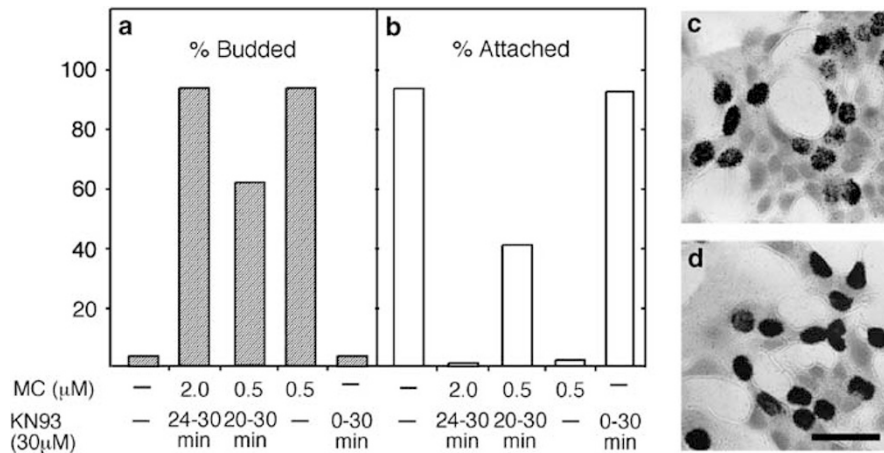 a
% Budded
b
% Attached
c
100
80
60
40
20
d
MC (μM) – 2.0 0.5 0.5 – – 2.0 0.5 0.5 –
KN93 – 24-30 20-30 – 0-30 – 24-30 20-30 – 0-30
(30μM) min min min min min min